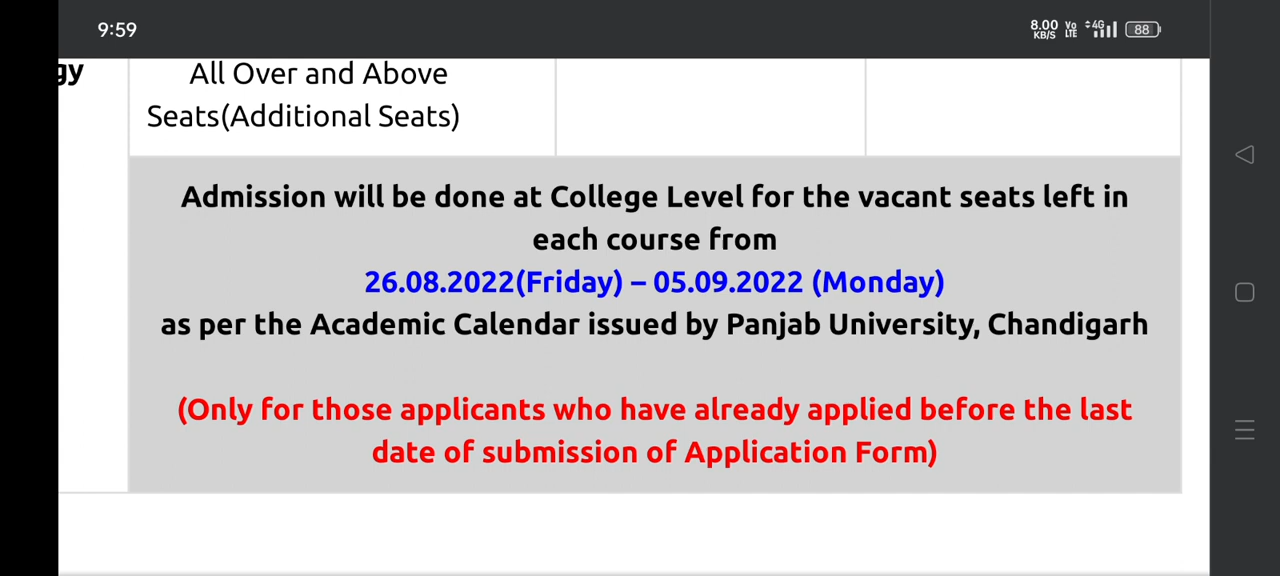 9:59
8.00 KB/S Vo LTE 4G 88
gy
All Over and Above
Seats(Additional Seats)
Admission will be done at College Level for the vacant seats left in
each course from
26.08.2022(Friday) – 05.09.2022 (Monday)
as per the Academic Calendar issued by Panjab University, Chandigarh
(Only for those applicants who have already applied before the last
date of submission of Application Form)